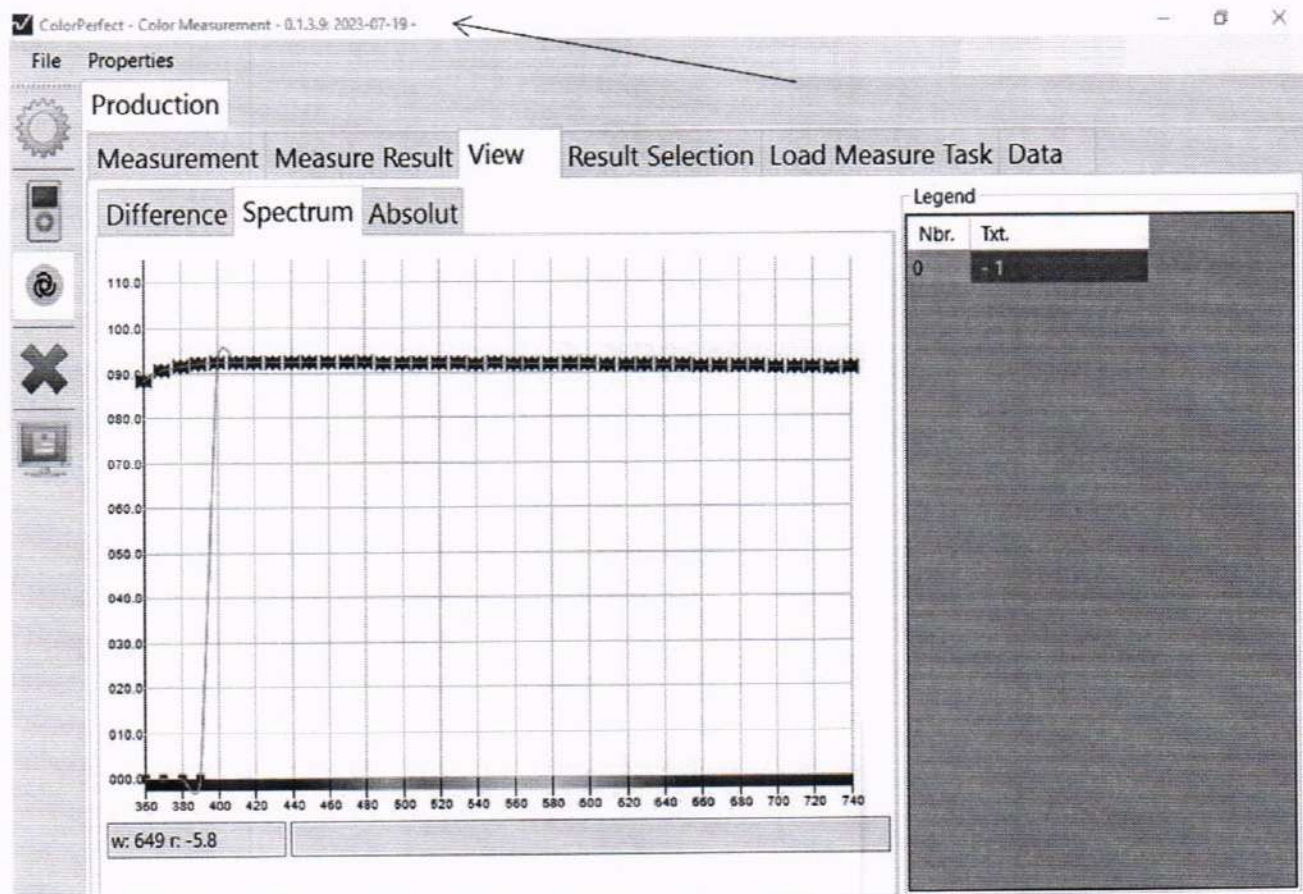 ColorPerfect - Color Measurement - 0.1.3.9: 2023-07-19 -
File Properties
Production
Measurement Measure Result View Result Selection Load Measure Task Data
Difference Spectrum Absolut
Legend
Nbr. Txt.
0 - 1
110.0
100.0
090.0
080.0
070.0
060.0
050.0
040.0
030.0
020.0
010.0
000.0
360 380 400 420 440 460 480 500 520 540 560 580 600 620 640 660 680 700 720 740
w: 649 r: -5.8